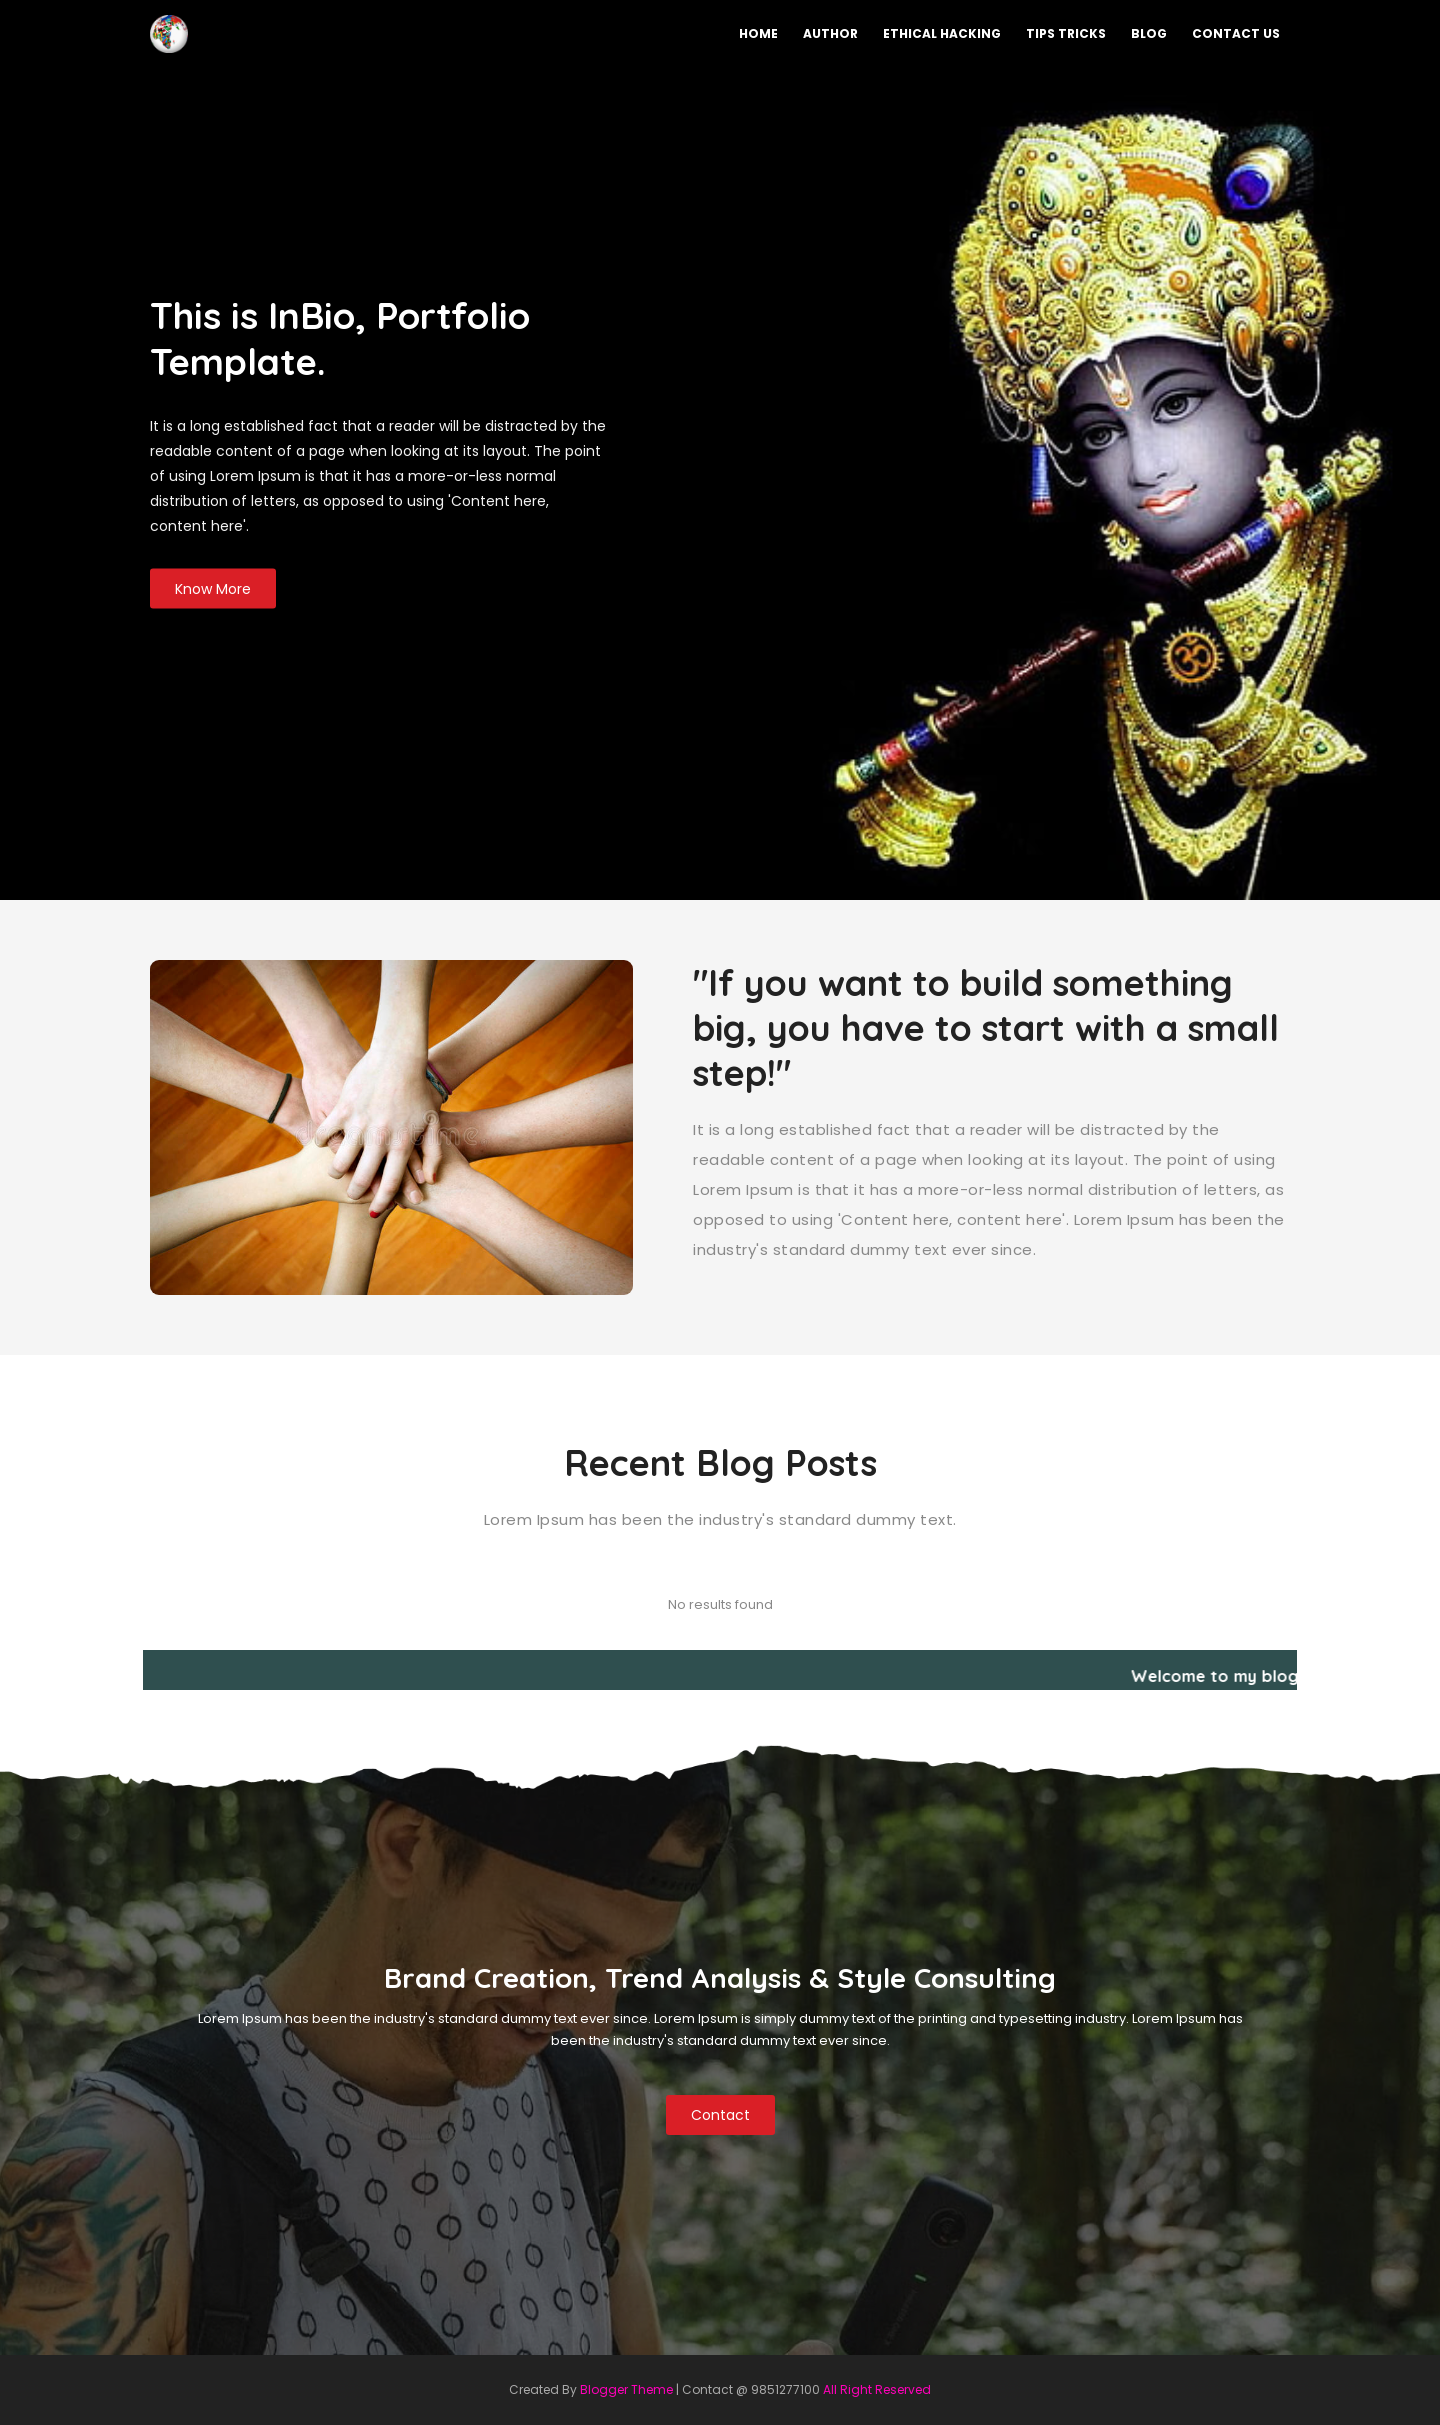 HOME AUTHOR ETHICAL HACKING TIPS TRICKS BLOG CONTACT US
This is InBio, Portfolio
Template.
It is a long established fact that a reader will be distracted by the
readable content of a page when looking at its layout. The point
of using Lorem Ipsum is that it has a more-or-less normal
distribution of letters, as opposed to using 'Content here,
content here'.
Know More
ॐ
"If you want to build something
big, you have to start with a small
step!"
It is a long established fact that a reader will be distracted by the
readable content of a page when looking at its layout. The point of using
Lorem Ipsum is that it has a more-or-less normal distribution of letters, as
opposed to using 'Content here, content here'. Lorem Ipsum has been the
industry's standard dummy text ever since.
Recent Blog Posts
Lorem Ipsum has been the industry's standard dummy text.
No results found
Welcome to my blog
Brand Creation, Trend Analysis & Style Consulting
Lorem Ipsum has been the industry's standard dummy text ever since. Lorem Ipsum is simply dummy text of the printing and typesetting industry. Lorem Ipsum has
been the industry's standard dummy text ever since.
Contact
Created By Blogger Theme | Contact @ 9851277100 All Right Reserved